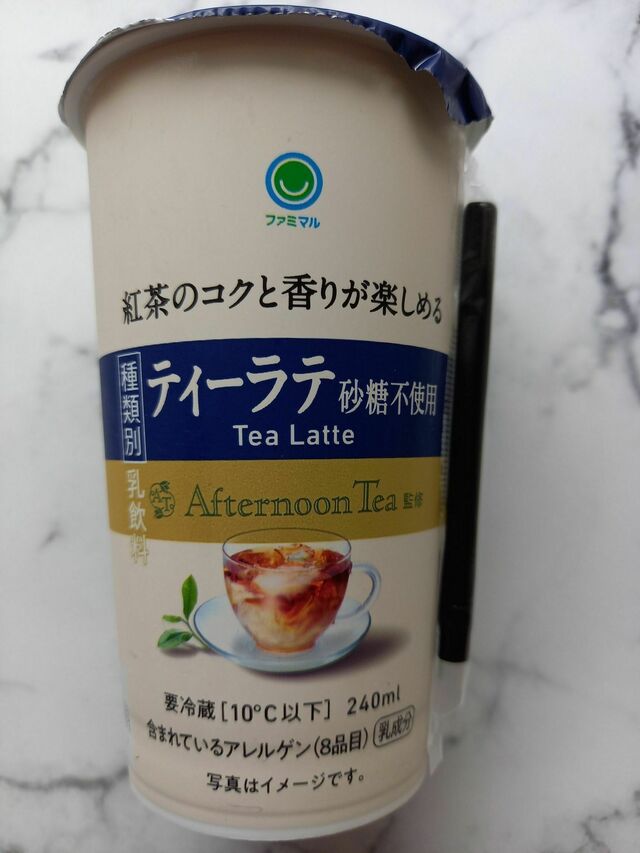 ファミマル
紅茶のコクと香りが楽しめる
種類別 乳飲料
ティーラテ 砂糖不使用
Tea Latte
A.T. Afternoon Tea 監修
要冷蔵[10℃以下] 240ml
含まれているアレルゲン(8品目) 乳成分
写真はイメージです。